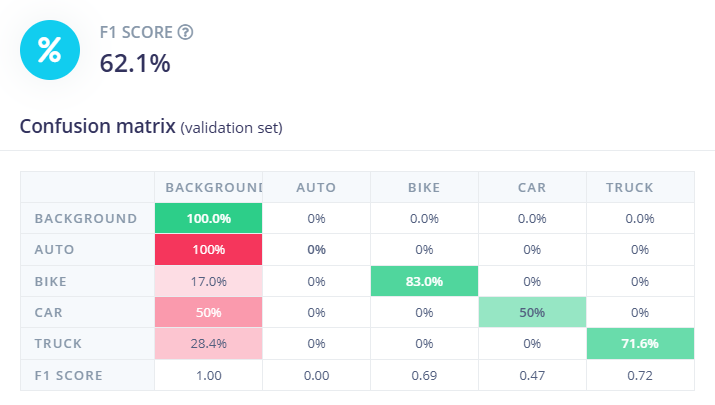 F1 SCORE ?
62.1%
Confusion matrix (validation set)
BACKGROUND AUTO BIKE CAR TRUCK
BACKGROUND 100.0% 0% 0.0% 0.0% 0.0%
AUTO 100% 0% 0% 0% 0%
BIKE 17.0% 0% 83.0% 0% 0%
CAR 50% 0% 0% 50% 0%
TRUCK 28.4% 0% 0% 0% 71.6%
F1 SCORE 1.00 0.00 0.69 0.47 0.72